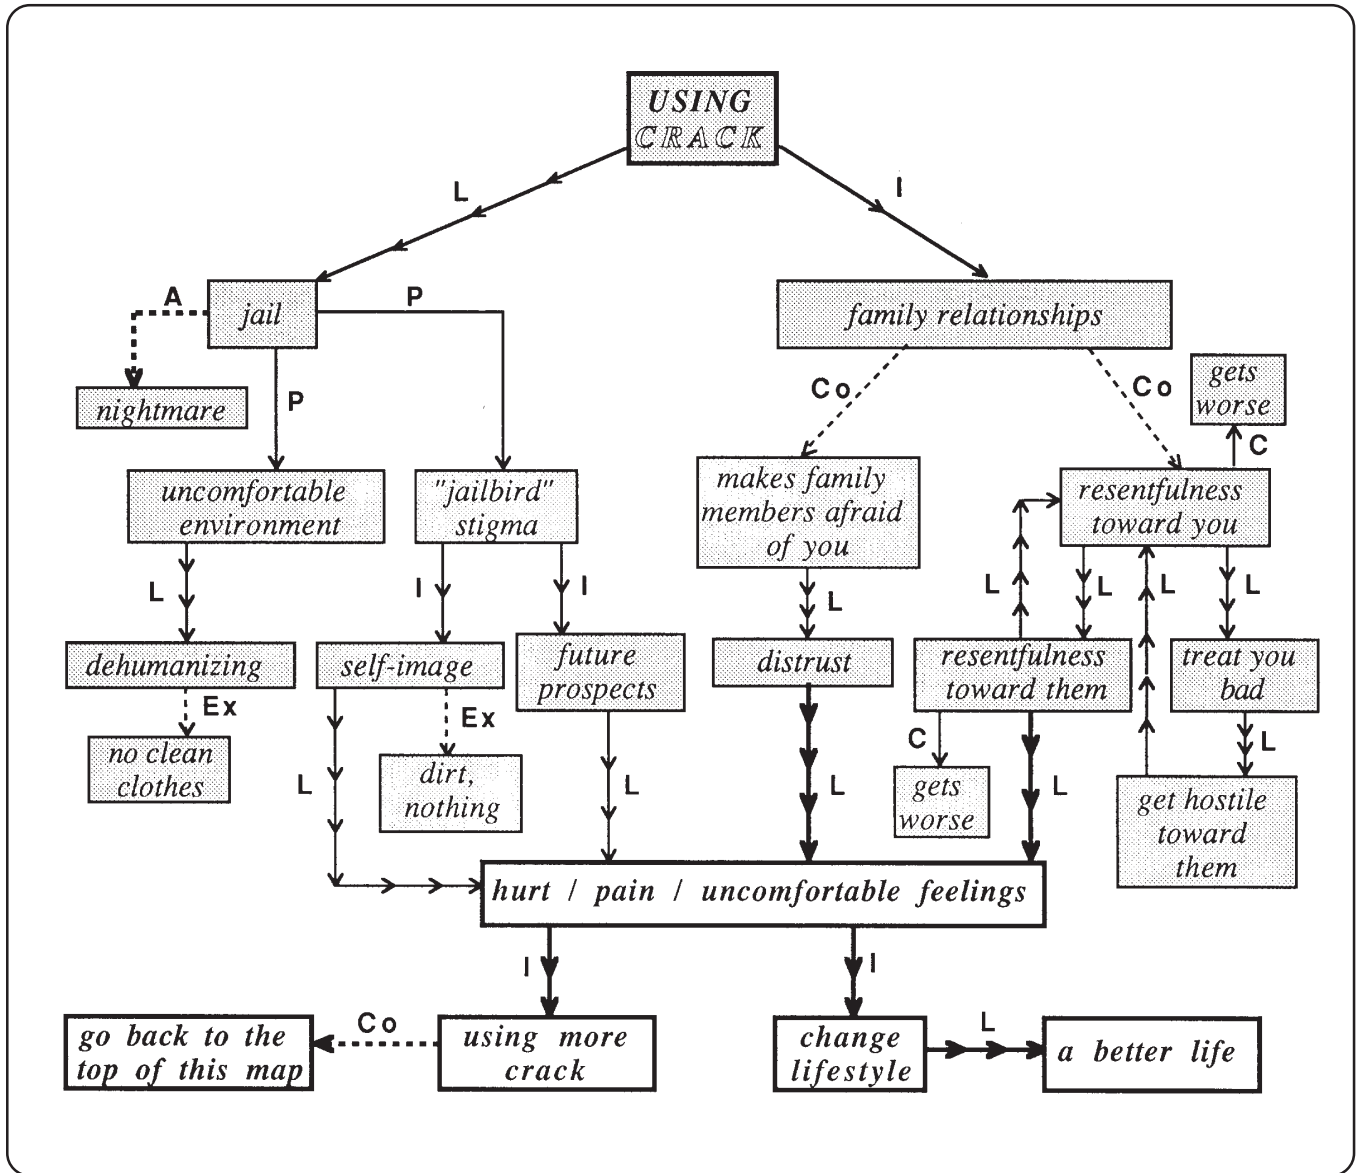 USING
CRACK
L
I
A
jail
P
family relationships
nightmare
P
Co
Co
gets
worse
C
uncomfortable
environment
"jailbird"
stigma
makes family
members afraid
of you
resentfulness
toward you
L
I
I
L
L
L
L
L
dehumanizing
self-image
future
prospects
distrust
resentfulness
toward them
treat you
bad
Ex
Ex
C
L
no clean
clothes
L
dirt,
nothing
L
L
gets
worse
L
get hostile
toward
them
hurt / pain / uncomfortable feelings
I
I
go back to the
top of this map
Co
using more
crack
change
lifestyle
L
a better life